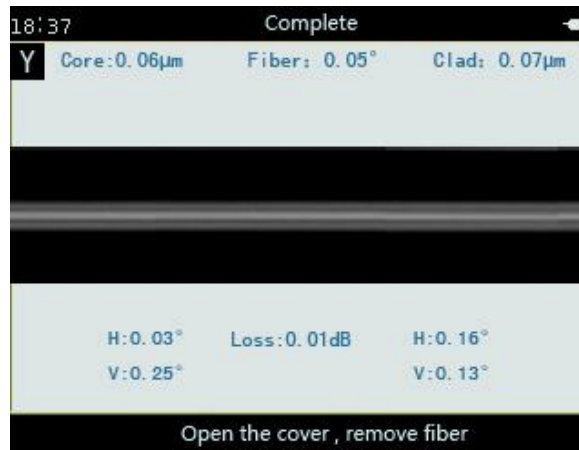 18:37 Complete
Y Core:0.06μm Fiber: 0.05° Clad: 0.07μm
H:0.03° Loss:0.01dB H:0.16°
V:0.25° V:0.13°
Open the cover , remove fiber